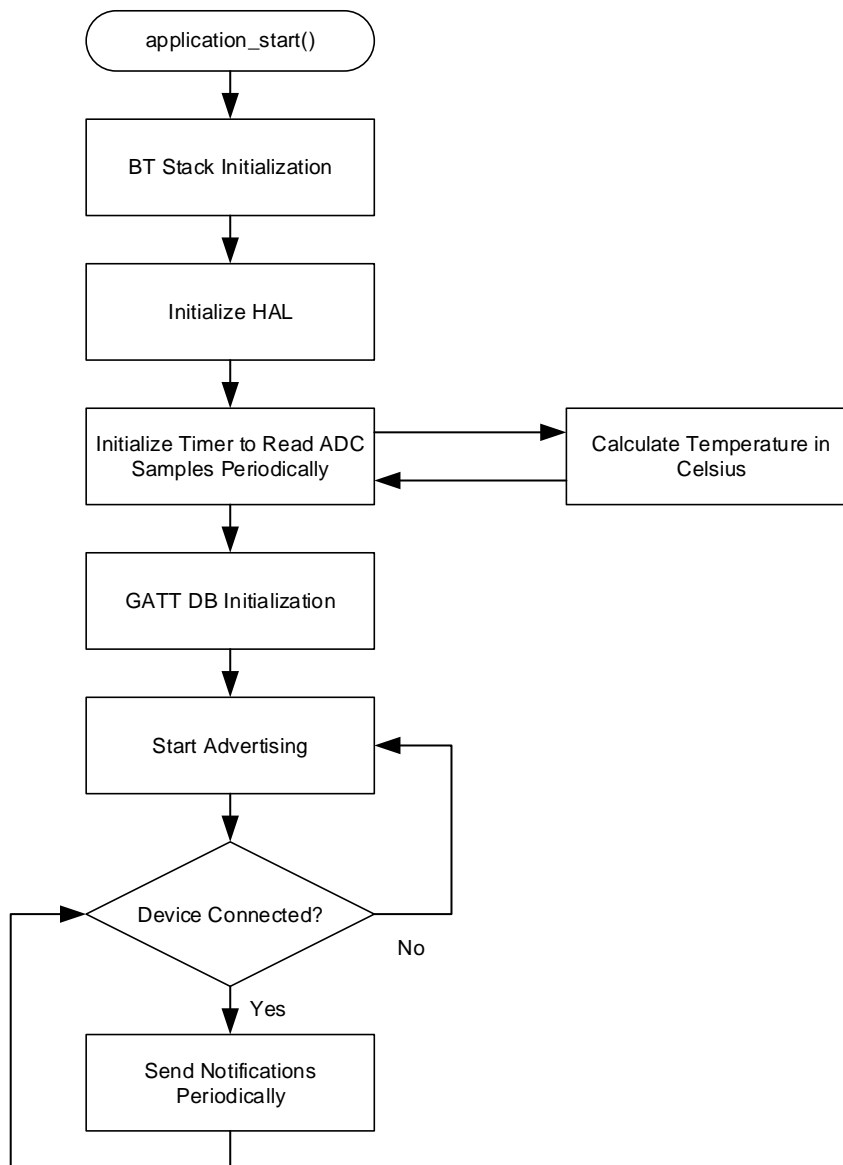 application_start()
BT Stack Initialization
Initialize HAL
Initialize Timer to Read ADC
Samples Periodically
Calculate Temperature in
Celsius
GATT DB Initialization
Start Advertising
Device Connected?
No
Yes
Send Notifications
Periodically